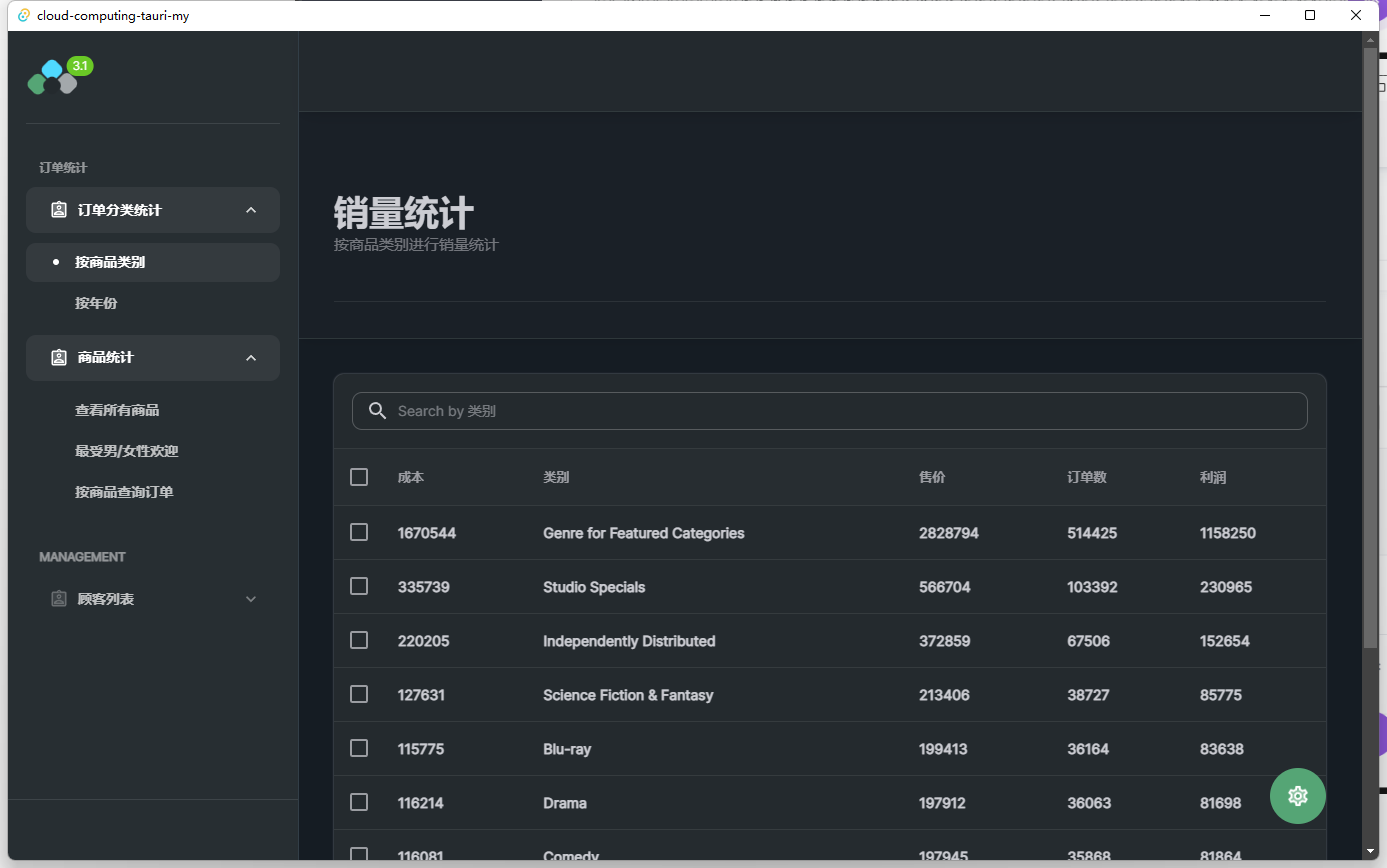 cloud-computing-tauri-my
3.1
订单统计
订单分类统计
按商品类别
按年份
商品统计
查看所有商品
最受男/女性欢迎
按商品查询订单
MANAGEMENT
顾客列表
销量统计
按商品类别进行销量统计
Search by 类别
成本 类别 售价 订单数 利润
1670544 Genre for Featured Categories 2828794 514425 1158250
335739 Studio Specials 566704 103392 230965
220205 Independently Distributed 372859 67506 152654
127631 Science Fiction & Fantasy 213406 38727 85775
115775 Blu-ray 199413 36164 83638
116214 Drama 197912 36063 81698
116081 Comedy 197945 35868 81864